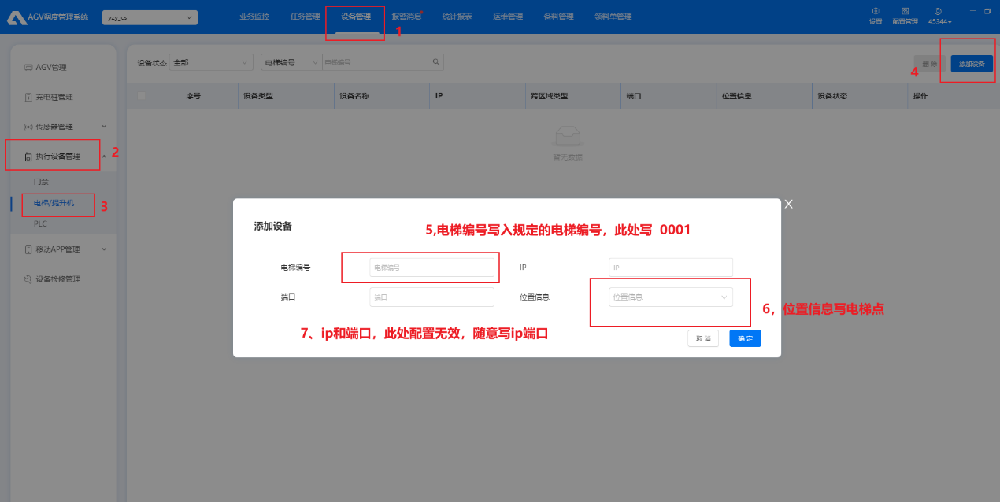 AGV调度管理系统
yzy_cs
业务监控
任务管理
设备管理
报警消息
统计报表
运维管理
备料管理
领料单管理
设置
配置管理
45344
1
AGV管理
充电桩管理
传感器管理
执行设备管理
2
门禁
电梯/提升机
3
PLC
移动APP管理
设备检修管理
设备状态
全部
电梯编号
电梯编号
4
删 除
添加设备
序号
设备类型
设备名称
IP
跨区域类型
端口
位置信息
设备状态
操作
暂无数据
添加设备
5,电梯编号写入规定的电梯编号，此处写 0001
电梯编号
电梯编号
IP
IP
端口
端口
位置信息
位置信息
6，位置信息写电梯点
7、ip和端口，此处配置无效，随意写ip端口
取 消
确 定